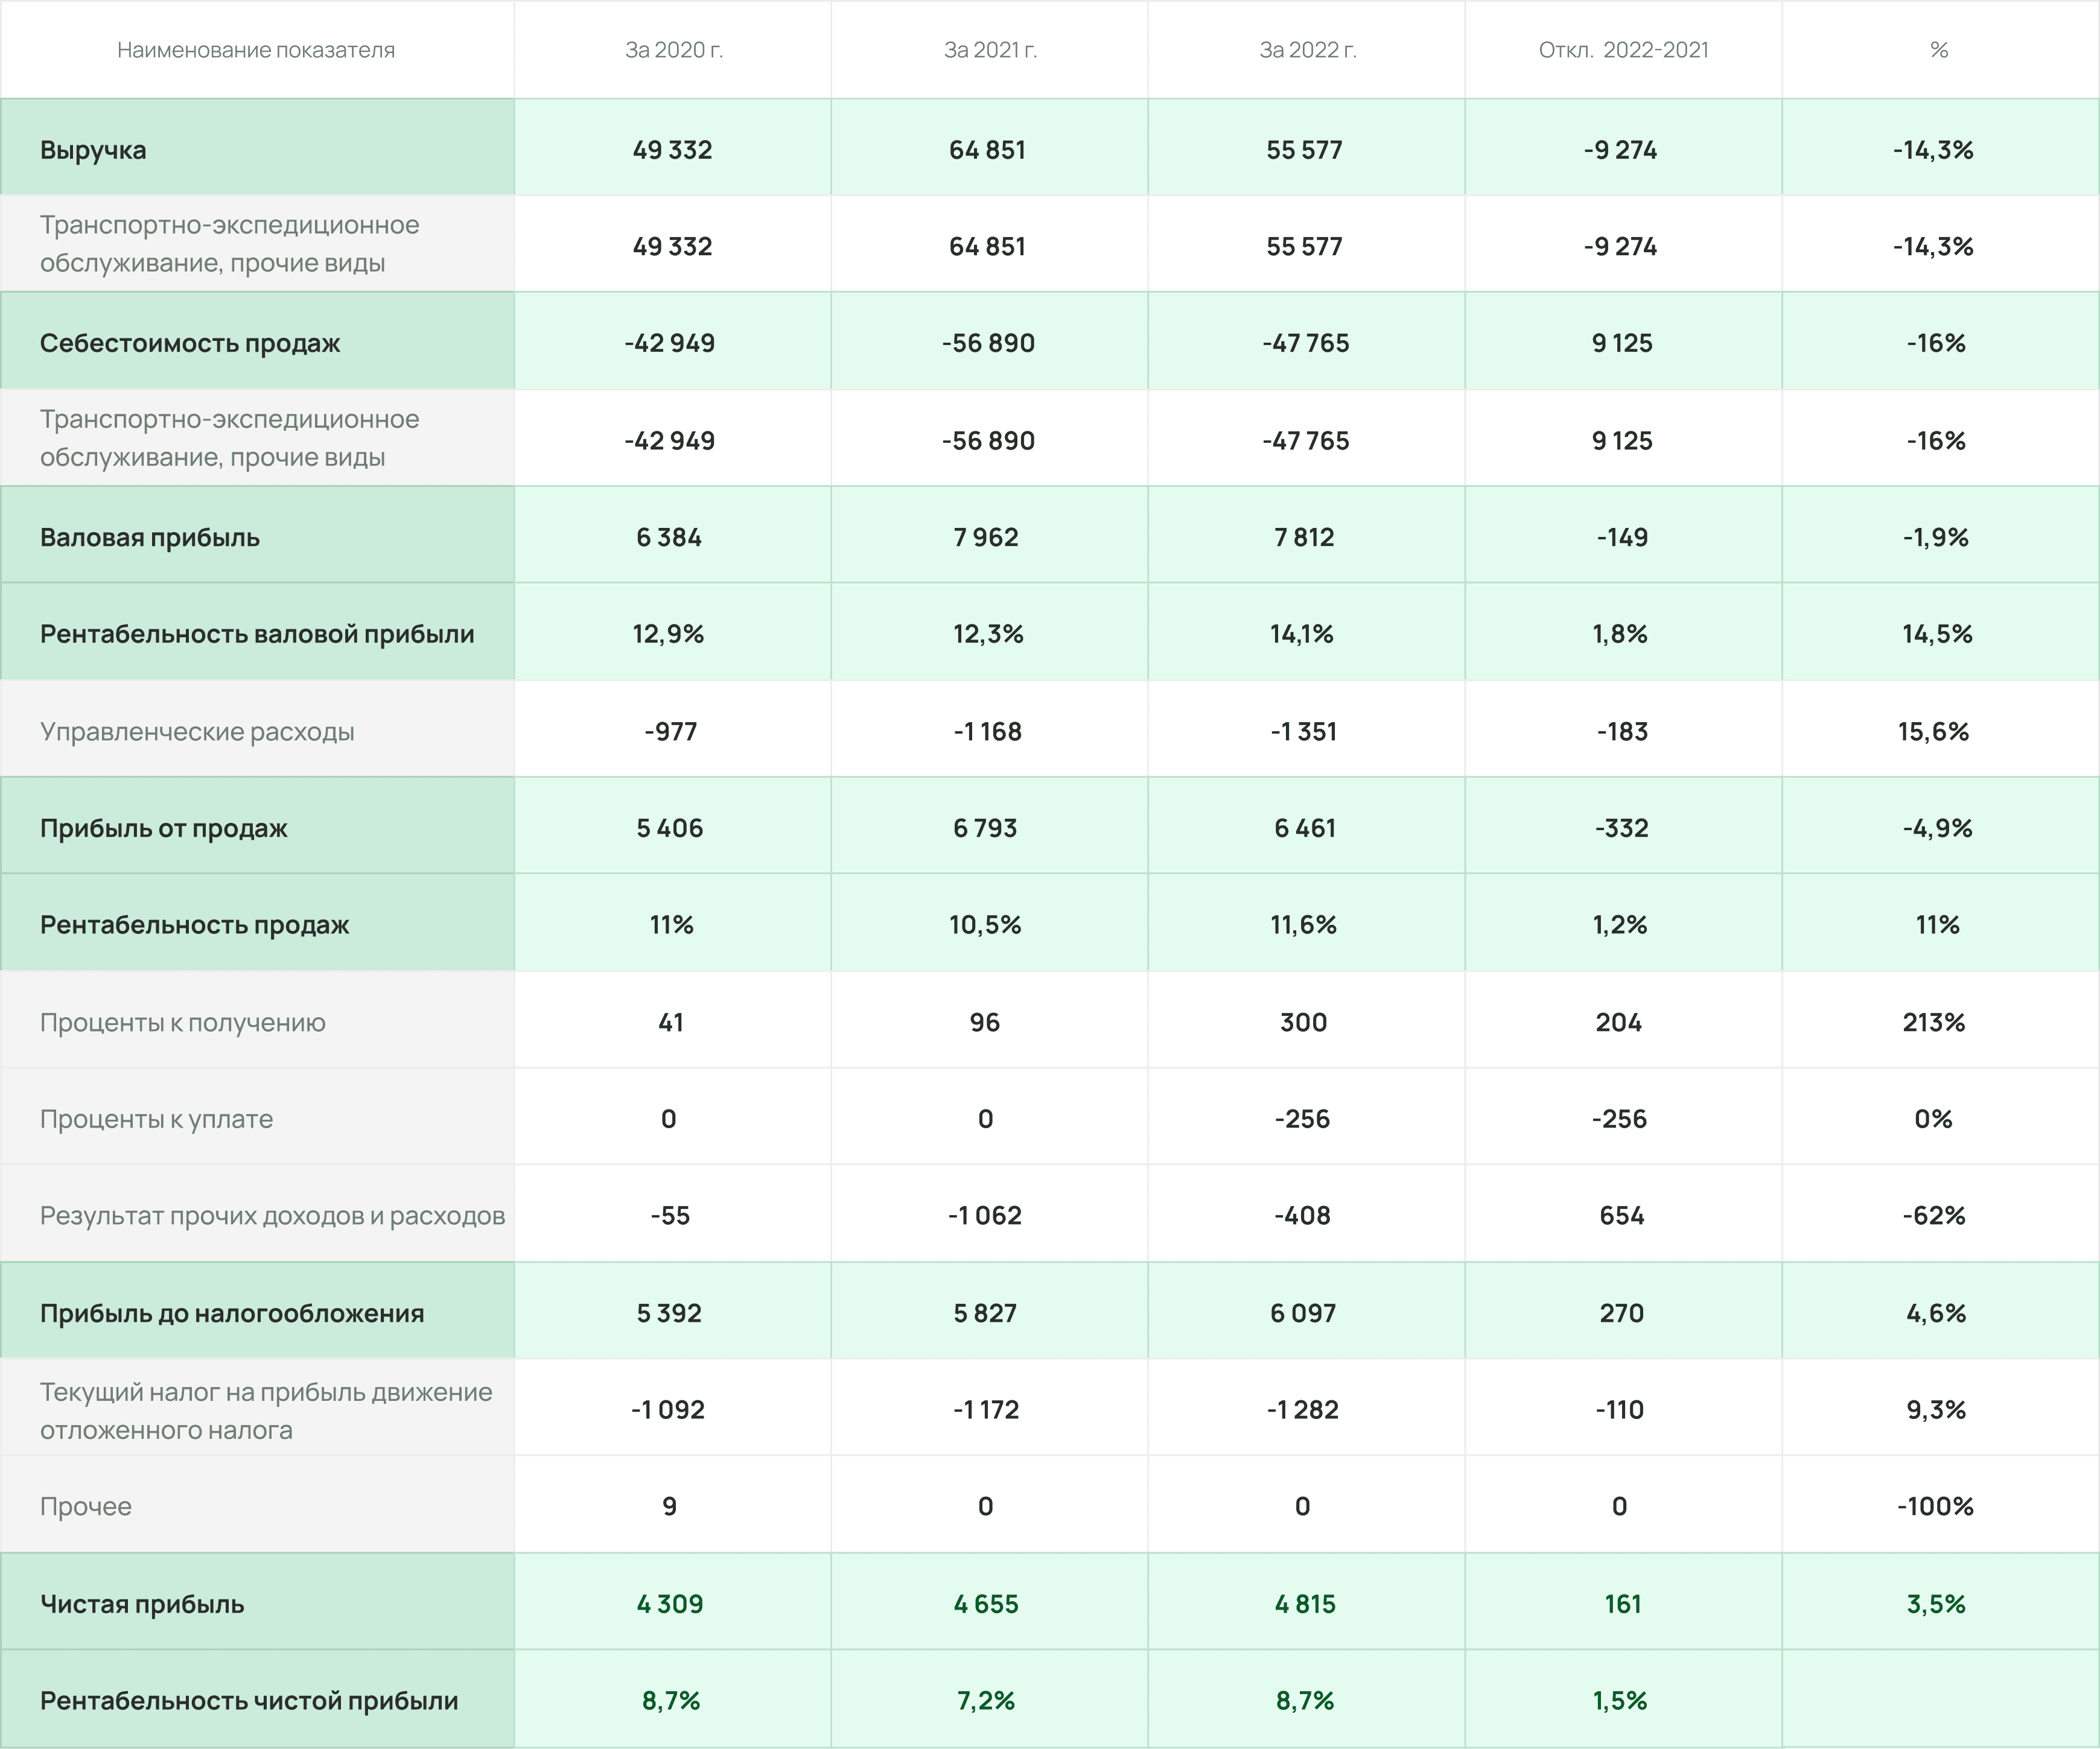 Наименование показателя За 2020 г. За 2021 г. За 2022 г. Откл. 2022-2021 %
Выручка 49 332 64 851 55 577 -9 274 -14,3%
Транспортно-экспедиционное
обслуживание, прочие виды 49 332 64 851 55 577 -9 274 -14,3%
Себестоимость продаж -42 949 -56 890 -47 765 9 125 -16%
Транспортно-экспедиционное
обслуживание, прочие виды -42 949 -56 890 -47 765 9 125 -16%
Валовая прибыль 6 384 7 962 7 812 -149 -1,9%
Рентабельность валовой прибыли 12,9% 12,3% 14,1% 1,8% 14,5%
Управленческие расходы -977 -1 168 -1 351 -183 15,6%
Прибыль от продаж 5 406 6 793 6 461 -332 -4,9%
Рентабельность продаж 11% 10,5% 11,6% 1,2% 11%
Проценты к получению 41 96 300 204 213%
Проценты к уплате 0 0 -256 -256 0%
Результат прочих доходов и расходов -55 -1 062 -408 654 -62%
Прибыль до налогообложения 5 392 5 827 6 097 270 4,6%
Текущий налог на прибыль движение
отложенного налога -1 092 -1 172 -1 282 -110 9,3%
Прочее 9 0 0 0 -100%
Чистая прибыль 4 309 4 655 4 815 161 3,5%
Рентабельность чистой прибыли 8,7% 7,2% 8,7% 1,5%